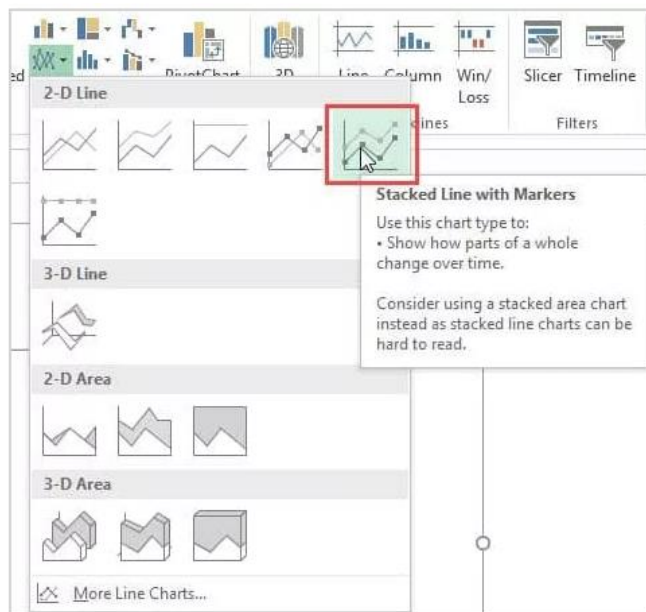 ed
PivotChart
3D
Line
Column
Win/
Loss
Slicer
Timeline
Filters
2-D Line
Stacked Line with Markers
Use this chart type to:
• Show how parts of a whole
change over time.
Consider using a stacked area chart
instead as stacked line charts can be
hard to read.
3-D Line
2-D Area
3-D Area
More Line Charts...